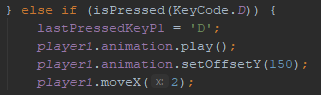 } else if (isPressed(KeyCode.D)) {
lastPressedKeyP1 = 'D';
player1.animation.play();
player1.animation.setOffsetY(150);
player1.moveX( x: 2);